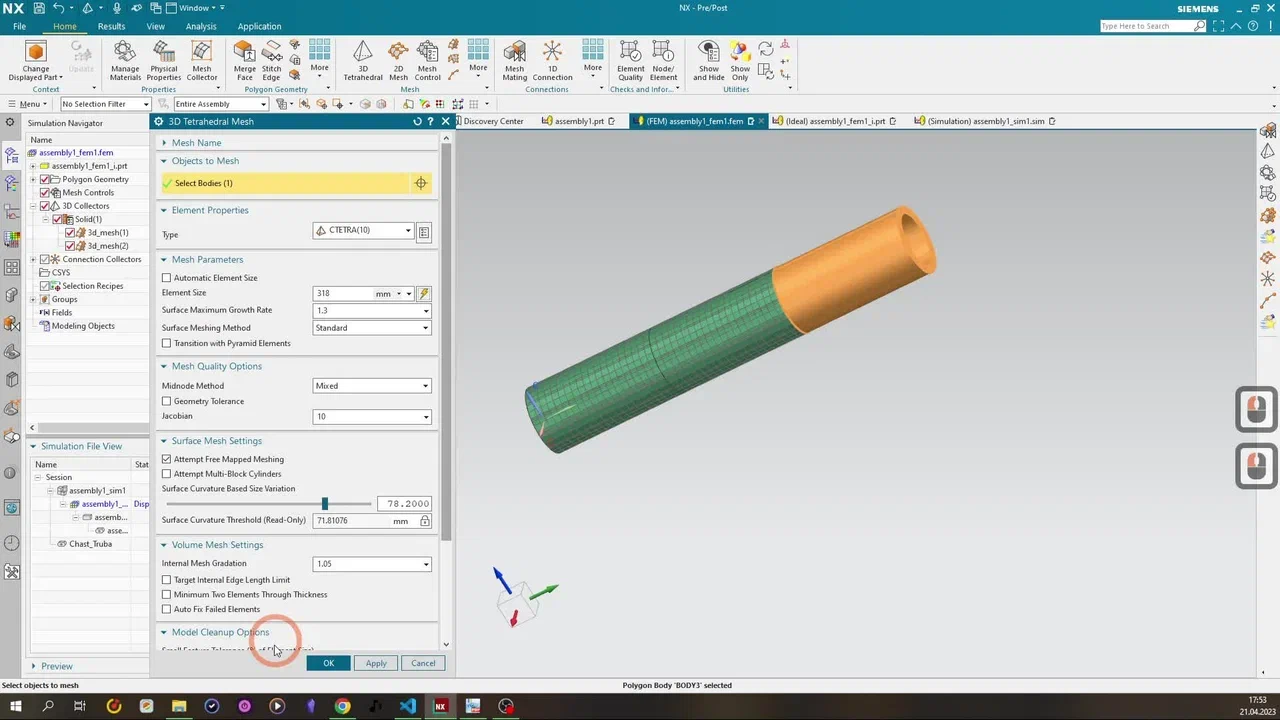 NX
Window
NX - Pre/Post
SIEMENS
File
Home
Results
View
Analysis
Application
Type Here to Search
Change
Displayed Part
Update
Manage
Materials
Physical
Properties
Mesh
Collector
Merge
Face
Stitch
Edge
More
3D
Tetrahedral
2D
Mesh
Mesh
Control
More
Mesh
Mating
1D
Connection
More
Element
Quality
Node/
Element
Show
and Hide
Show
Only
Context
Properties
Polygon Geometry
Mesh
Connections
Checks and Infor...
Utilities
Menu
No Selection Filter
Entire Assembly
Simulation Navigator
3D Tetrahedral Mesh
Discovery Center
assembly1.prt
(FEM) assembly1_fem1.fem
(Ideal) assembly1_fem1_i.prt
(Simulation) assembly1_sim1.sim
Name
assembly1_fem1.fem
assembly1_fem1_i.prt
Polygon Geometry
Mesh Controls
3D Collectors
Solid(1)
3d_mesh(1)
3d_mesh(2)
Connection Collectors
CSYS
Selection Recipes
Groups
Fields
Modeling Objects
Simulation File View
Name
Stat
Session
assembly1_sim1
assembly1_...
Disp
assemb...
asse...
Chast_Truba
Preview
Mesh Name
Objects to Mesh
Select Bodies (1)
Element Properties
Type
CTETRA(10)
Mesh Parameters
Automatic Element Size
Element Size
318
mm
Surface Maximum Growth Rate
1.3
Surface Meshing Method
Standard
Transition with Pyramid Elements
Mesh Quality Options
Midnode Method
Mixed
Geometry Tolerance
Jacobian
10
Surface Mesh Settings
Attempt Free Mapped Meshing
Attempt Multi-Block Cylinders
Surface Curvature Based Size Variation
78.2000
Surface Curvature Threshold (Read-Only)
71.81076
mm
Volume Mesh Settings
Internal Mesh Gradation
1.05
Target Internal Edge Length Limit
Minimum Two Elements Through Thickness
Auto Fix Failed Elements
Model Cleanup Options
OK
Apply
Cancel
Select objects to mesh
Polygon Body 'BODY3' selected
NX
17:53
21.04.2023